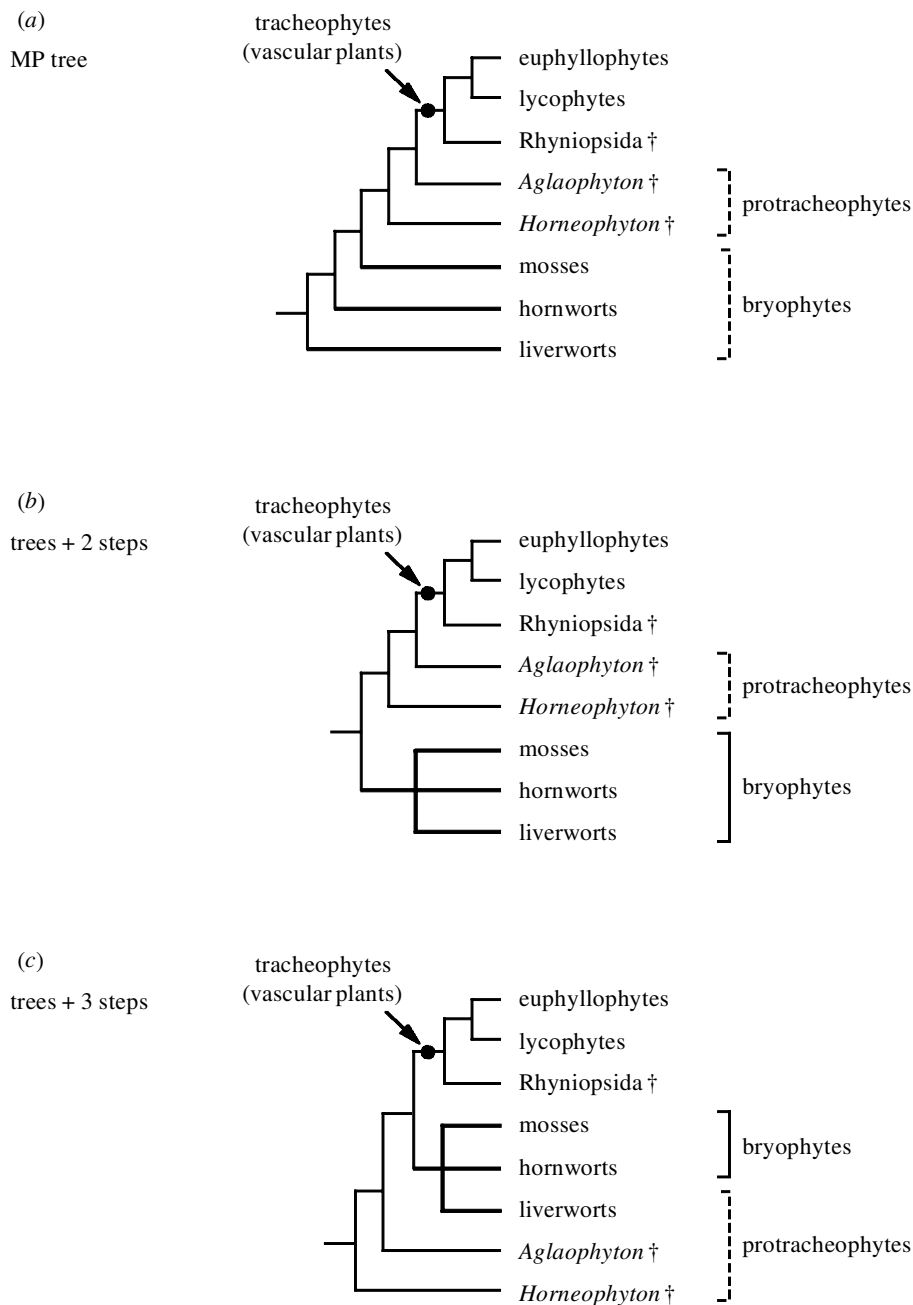 (a)
MP tree
tracheophytes
(vascular plants)
euphyllophytes
lycophytes
Rhyniopsida †
Aglaophyton †
Horneophyton †
mosses
hornworts
liverworts
protracheophytes
bryophytes
(b)
trees + 2 steps
tracheophytes
(vascular plants)
euphyllophytes
lycophytes
Rhyniopsida †
Aglaophyton †
Horneophyton †
mosses
hornworts
liverworts
protracheophytes
bryophytes
(c)
trees + 3 steps
tracheophytes
(vascular plants)
euphyllophytes
lycophytes
Rhyniopsida †
mosses
hornworts
liverworts
Aglaophyton †
Horneophyton †
bryophytes
protracheophytes